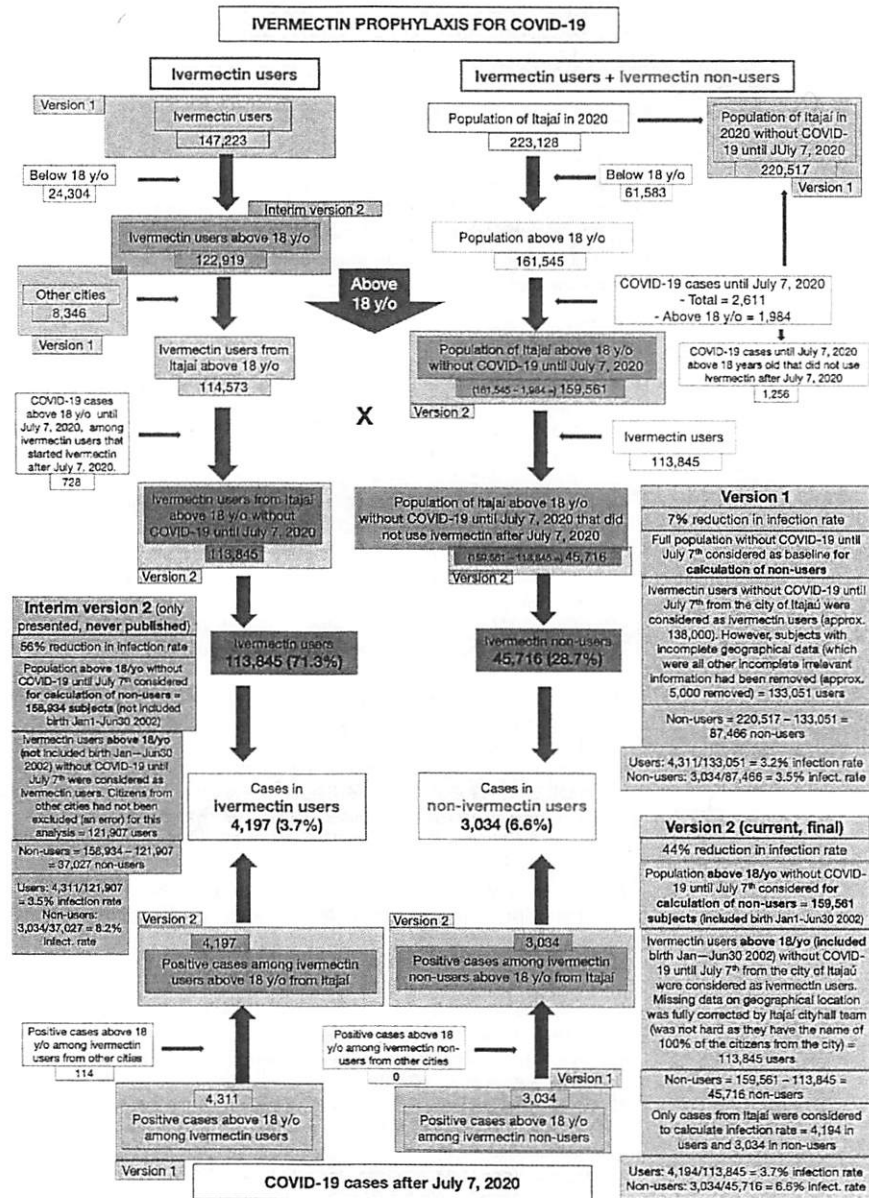 IVERMECTIN PROPHYLAXIS FOR COVID-19
Ivermectin users
Version 1
Ivermectin users
147,223
Below 18 y/o
24,304
Interim version 2
Ivermectin users above 18 y/o
122,919
Other cities
8,346
Version 1
Ivermectin users from
Itajaí above 18 y/o
114,573
COVID-19 cases
above 18 y/o until
July 7, 2020, among
ivermectin users that
started ivermectin
after July 7, 2020.
728
Ivermectin users from Itajaí
above 18 y/o without
COVID-19 until July 7, 2020
113,845
Version 2
Above
18 y/o
X
Ivermectin users + Ivermectin non-users
Population of Itajaí in 2020
223,128
Population of Itajaí in
2020 without COVID-
19 until JUly 7, 2020
220,517
Version 1
Below 18 y/o
61,583
Population above 18 y/o
161,545
COVID-19 cases until July 7, 2020
- Total = 2,611
- Above 18 y/o = 1,984
COVID-19 cases until July 7, 2020
above 18 years old that did not use
ivermectin after July 7, 2020
1,256
Population of Itajaí above 18 y/o
without COVID-19 until July 7, 2020
(161,545 – 1,984 =) 159,561
Version 2
Ivermectin users
113,845
Population of Itajaí above 18 y/o
without COVID-19 until July 7, 2020 that did
not use ivermectin after July 7, 2020
(159,561 – 113,845 =) 45,716
Version 2
Ivermectin users
113,845 (71.3%)
Ivermectin non-users
45,716 (28.7%)
Cases in
ivermectin users
4,197 (3.7%)
Cases in
non-ivermectin users
3,034 (6.6%)
Version 2
4,197
Positive cases among ivermectin
users above 18 y/o from Itajaí
Version 2
3,034
Positive cases among ivermectin
non-users above 18 y/o from Itajaí
Positive cases above 18
y/o among ivermectin
users from other cities
114
Positive cases above 18
y/o among ivermectin non-
users from other cities
0
4,311
Positive cases above 18 y/o
among ivermectin users
Version 1
Version 1
3,034
Positive cases above 18 y/o
among ivermectin non-users
COVID-19 cases after July 7, 2020
Interim version 2 (only
presented, never published)
56% reduction in infection rate
Population above 18/yo without
COVID-19 until July 7th considered
for calculation of non-users =
158,934 subjects (not included
birth Jan1-Jun30 2002)
Ivermectin users above 18/yo
(not included birth Jan—Jun30
2002) without COVID-19 until
July 7th were considered as
ivermectin users. Citizens from
other cities had not been
excluded (an error) for this
analysis = 121,907 users
Non-users = 158,934 – 121,907
= 37,027 non-users
Users: 4,311/121,907
= 3.5% infection rate
Non-users:
3,034/37,027 = 8.2%
infect. rate
Version 1
7% reduction in infection rate
Full population without COVID-19 until
July 7th considered as baseline for
calculation of non-users
Ivermectin users without COVID-19 until
July 7th from the city of Itajaú were
considered as ivermectin users (approx.
138,000). However, subjects with
incomplete geographical data (which
were all other incomplete irrelevant
information had been removed (approx.
5,000 removed) = 133,051 users
Non-users = 220,517 – 133,051 =
87,466 non-users
Users: 4,311/133,051 = 3.2% infection rate
Non-users: 3,034/87,466 = 3.5% infect. rate
Version 2 (current, final)
44% reduction in infection rate
Population above 18/yo without COVID-
19 until July 7th considered for
calculation of non-users = 159,561
subjects (included birth Jan1-Jun30 2002)
Ivermectin users above 18/yo (included
birth Jan—Jun30 2002) without COVID-
19 until July 7th from the city of Itajaú
were considered as ivermectin users.
Missing data on geographical location
was fully corrected by Itajaí cityhall team
(was not hard as they have the name of
100% of the citizens from the city) =
113,845 users
Non-users = 159,561 – 113,845 =
45,716 non-users
Only cases from Itajaí were considered
to calculate infection rate = 4,194 in
users and 3,034 in non-users
Users: 4,194/113,845 = 3.7% infection rate
Non-users: 3,034/45,716 = 6.6% infect. rate